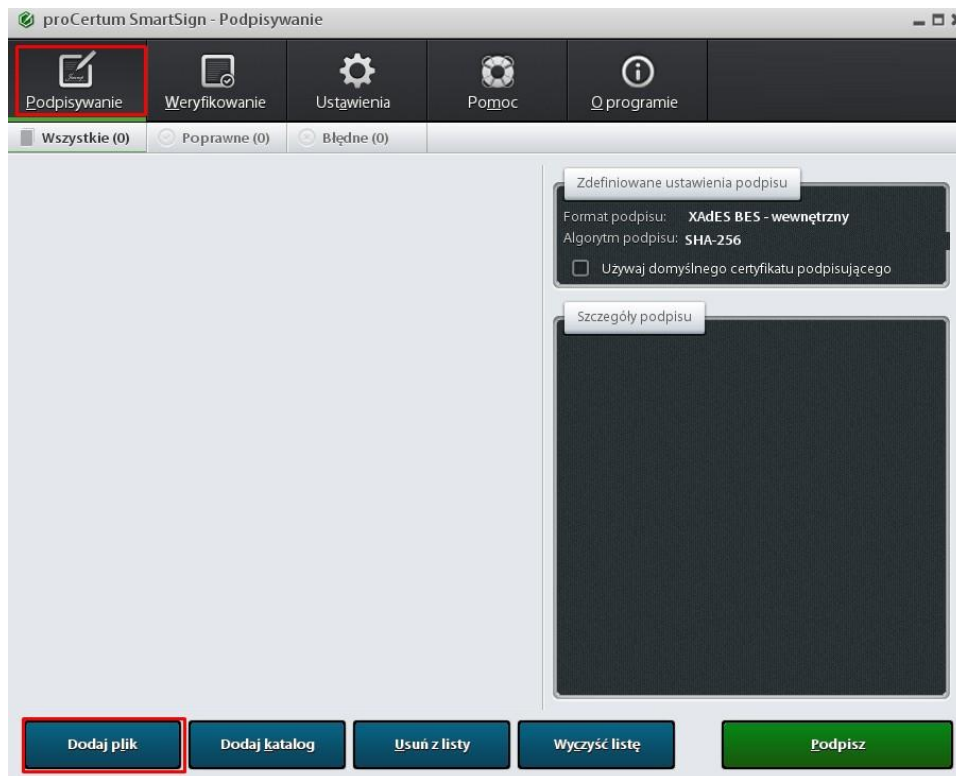 proCertum SmartSign - Podpisywanie
Podpisywanie Weryfikowanie Ustawienia Pomoc O programie
Wszystkie (0) Poprawne (0) Błędne (0)
Zdefiniowane ustawienia podpisu
Format podpisu: XAdES BES - wewnętrzny
Algorytm podpisu: SHA-256
Używaj domyślnego certyfikatu podpisującego
Szczegóły podpisu
Dodaj plik Dodaj katalog Usuń z listy Wyczyść listę Podpisz